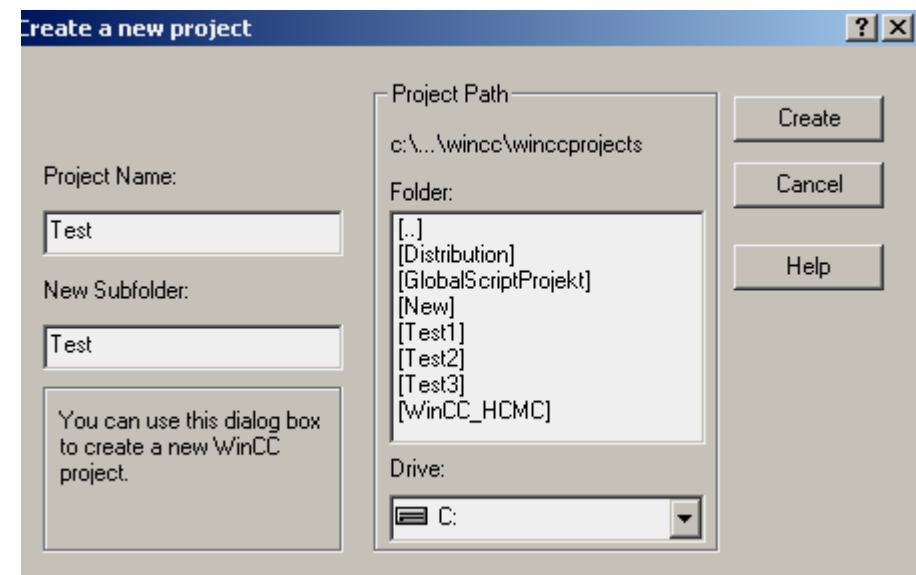 Create a new project
Project Name:
Test
New Subfolder:
Test
You can use this dialog box
to create a new WinCC
project.
Project Path
c:\...\wincc\winccprojects
Folder:
[..]
[Distribution]
[GlobalScriptProjekt]
[New]
[Test1]
[Test2]
[Test3]
[WinCC_HCMC]
Drive:
C:
Create
Cancel
Help